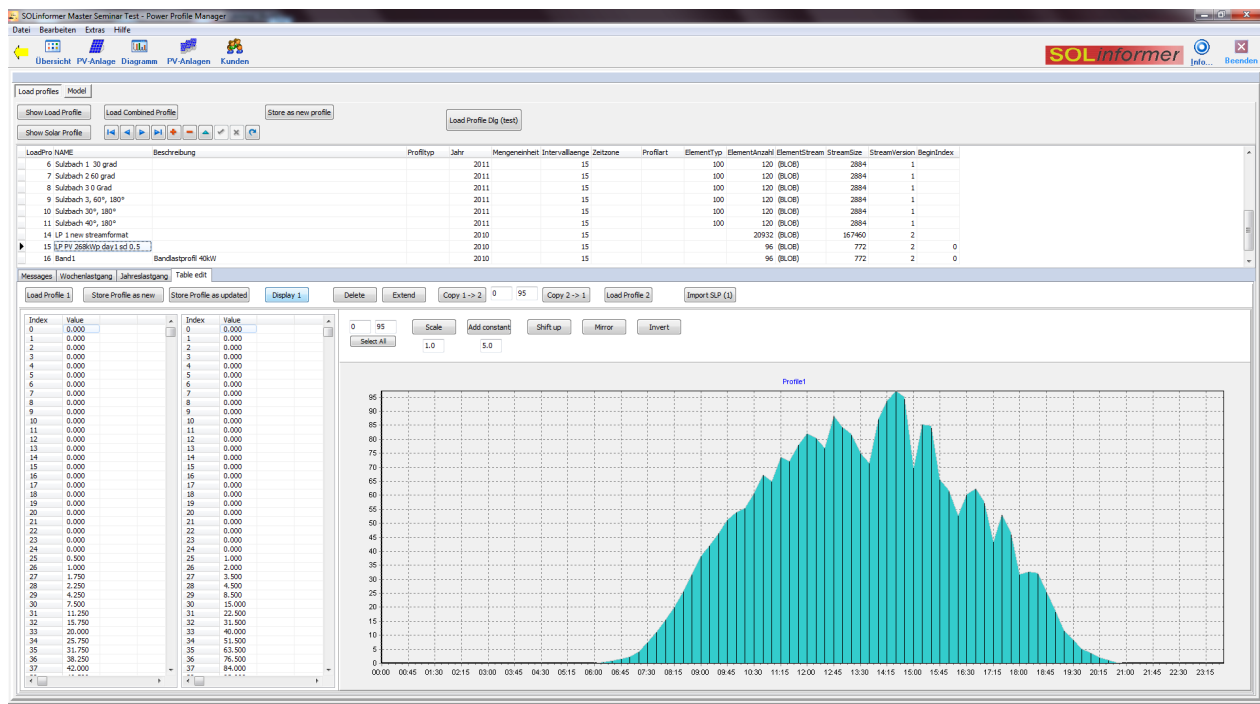 SOLinformer Master Seminar Test - Power Profile Manager
Datei Bearbeiten Extras Hilfe
Übersicht PV-Anlage Diagramm PV-Anlagen Kunden
SOLinformer Info... Beenden
Load profiles Model
Show Load Profile Load Combined Profile Store as new profile
Load Profile Dlg (test)
Show Solar Profile
LoadPro NAME Beschreibung Profiltyp Jahr Mengeneinheit Intervalllaenge Zeitzone Profilart ElementTyp ElementAnzahl ElementStream StreamSize StreamVersion BeginIndex
6 Sulzbach 1 30 grad 2011 15 100 120 (BLOB) 2884 1
7 Sulzbach 2 60 grad 2011 15 100 120 (BLOB) 2884 1
8 Sulzbach 3 0 Grad 2011 15 100 120 (BLOB) 2884 1
9 Sulzbach 3, 60°, 180° 2011 15 100 120 (BLOB) 2884 1
10 Sulzbach 30°, 180° 2011 15 100 120 (BLOB) 2884 1
11 Sulzbach 40°, 180° 2011 15 100 120 (BLOB) 2884 1
14 LP 1 new streamformat 2010 15 20932 (BLOB) 167460 2
15 LP PV 268kWp day1 sd 0.5 2010 15 96 (BLOB) 772 2 0
16 Band1 Bandlastprofil 40kW 2010 15 96 (BLOB) 772 2 0
Messages Wochenlastgang Jahreslastgang Table edit
Load Profile 1 Store Profile as new Store Profile as updated Display 1 Delete Extend Copy 1 -> 2 0 95 Copy 2 -> 1 Load Profile 2 Import SLP (1)
0 95 Scale Add constant Shift up Mirror Invert
Select All 1.0 5.0
Index Value Index Value
0 0.000 0 0.000
1 0.000 1 0.000
2 0.000 2 0.000
3 0.000 3 0.000
4 0.000 4 0.000
5 0.000 5 0.000
6 0.000 6 0.000
7 0.000 7 0.000
8 0.000 8 0.000
9 0.000 9 0.000
10 0.000 10 0.000
11 0.000 11 0.000
12 0.000 12 0.000
13 0.000 13 0.000
14 0.000 14 0.000
15 0.000 15 0.000
16 0.000 16 0.000
17 0.000 17 0.000
18 0.000 18 0.000
19 0.000 19 0.000
20 0.000 20 0.000
21 0.000 21 0.000
22 0.000 22 0.000
23 0.000 23 0.000
24 0.000 24 0.000
25 0.500 25 1.000
26 1.000 26 2.000
27 1.750 27 3.500
28 2.250 28 4.500
29 4.250 29 8.500
30 7.500 30 15.000
31 11.250 31 22.500
32 15.750 32 31.500
33 20.000 33 40.000
34 25.750 34 51.500
35 31.750 35 63.500
36 38.250 36 76.500
37 42.000 37 84.000
Profile1
95
90
85
80
75
70
65
60
55
50
45
40
35
30
25
20
15
10
5
0
00:00 00:45 01:30 02:15 03:00 03:45 04:30 05:15 06:00 06:45 07:30 08:15 09:00 09:45 10:30 11:15 12:00 12:45 13:30 14:15 15:00 15:45 16:30 17:15 18:00 18:45 19:30 20:15 21:00 21:45 22:30 23:15